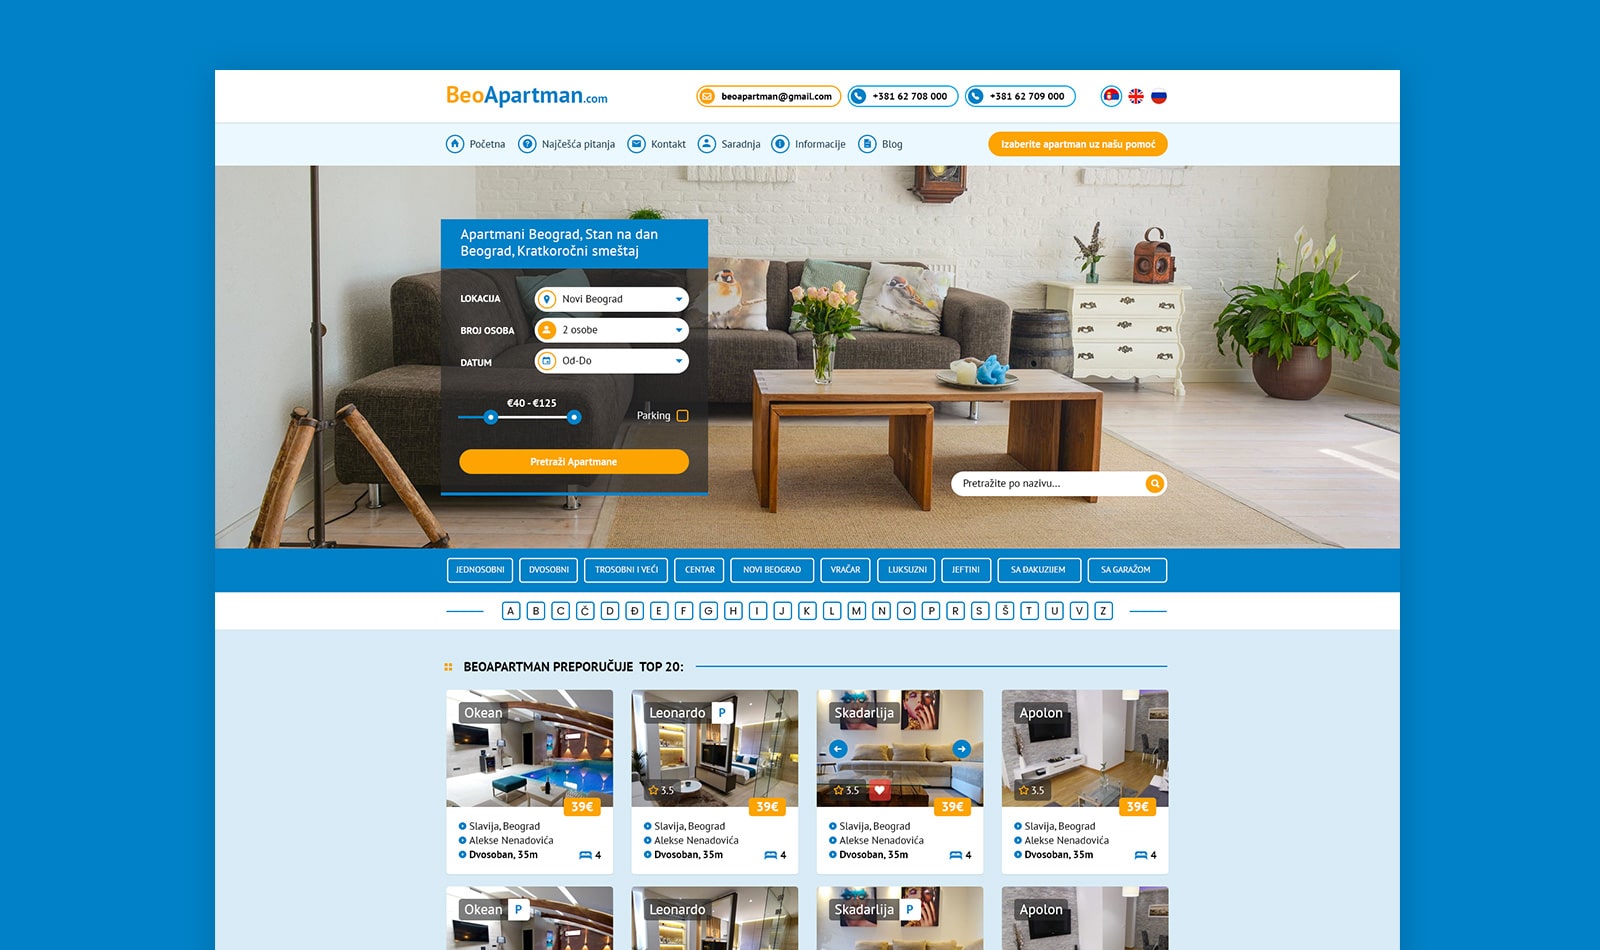 BeoApartman.com
beoapartman@gmail.com
+381 62 708 000
+381 62 709 000
Početna
Najčešća pitanja
Kontakt
Saradnja
Informacije
Blog
Izaberite apartman uz našu pomoć
Apartmani Beograd, Stan na dan
Beograd, Kratkoročni smeštaj
LOKACIJA
Novi Beograd
BROJ OSOBA
2 osobe
DATUM
Od-Do
€40 - €125
Parking
Pretraži Apartmane
Pretražite po nazivu...
JEDNOSOBNI
DVOSOBNI
TROSOBNI I VEĆI
CENTAR
NOVI BEOGRAD
VRAČAR
LUKSUZNI
JEFTINI
SA ĐAKUZIJEM
SA GARAŽOM
A B C Č D Đ E F G H I J K L M N O P R S Š T U V Z
BEOAPARTMAN PREPORUČUJE TOP 20:
Okean
39€
Slavija, Beograd
Alekse Nenadovića
Dvosoban, 35m
4
Leonardo P
3.5
39€
Slavija, Beograd
Alekse Nenadovića
Dvosoban, 35m
4
Skadarlija
3.5
39€
Slavija, Beograd
Alekse Nenadovića
Dvosoban, 35m
4
Apolon
3.5
39€
Slavija, Beograd
Alekse Nenadovića
Dvosoban, 35m
4
Okean P
Leonardo
Skadarlija P
Apolon